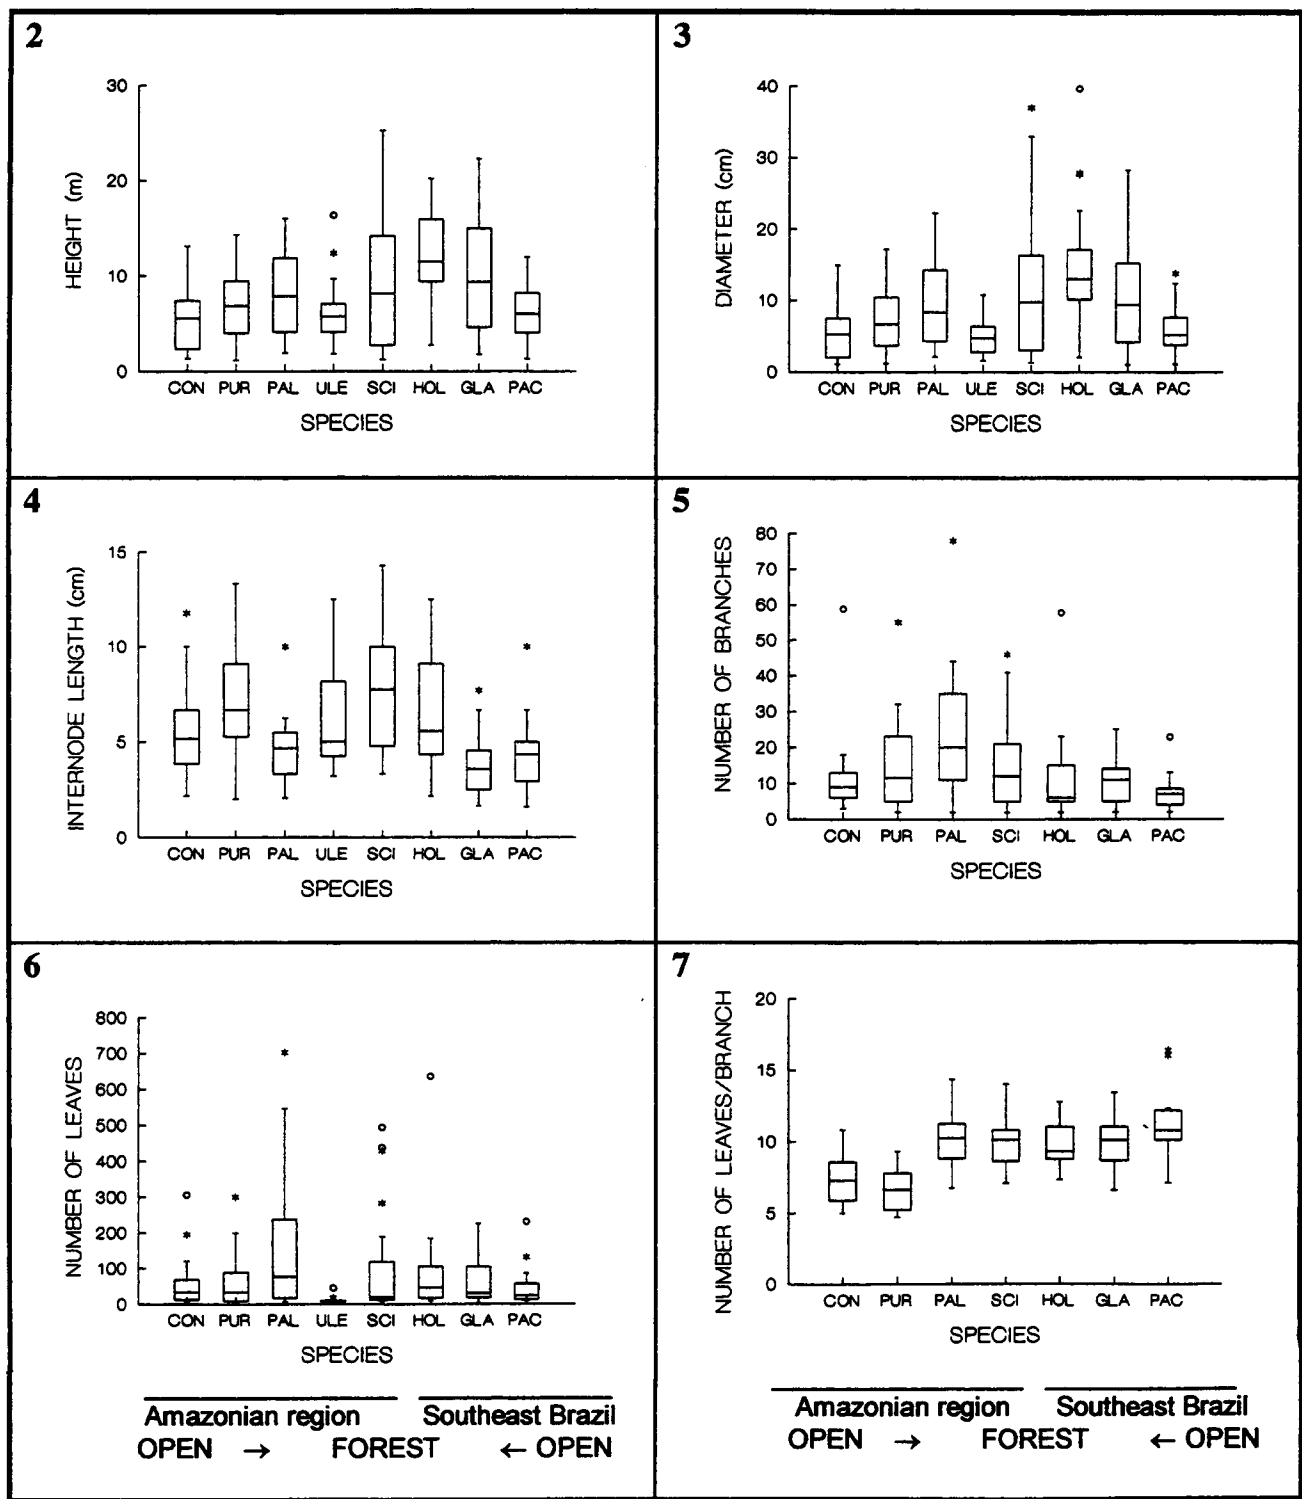 2
30
20
10
0
HEIGHT (m)
CON PUR PAL ULE SCI HOL GLA PAC
SPECIES
3
40
30
20
10
0
DIAMETER (cm)
CON PUR PAL ULE SCI HOL GLA PAC
SPECIES
4
15
10
5
0
INTERNODE LENGTH (cm)
CON PUR PAL ULE SCI HOL GLA PAC
SPECIES
5
80
70
60
50
40
30
20
10
0
NUMBER OF BRANCHES
CON PUR PAL SCI HOL GLA PAC
SPECIES
6
800
700
600
500
400
300
200
100
0
NUMBER OF LEAVES
CON PUR PAL ULE SCI HOL GLA PAC
SPECIES
Amazonian region Southeast Brazil
OPEN → FOREST ← OPEN
7
20
15
10
5
0
NUMBER OF LEAVES/BRANCH
CON PUR PAL SCI HOL GLA PAC
SPECIES
Amazonian region Southeast Brazil
OPEN → FOREST ← OPEN